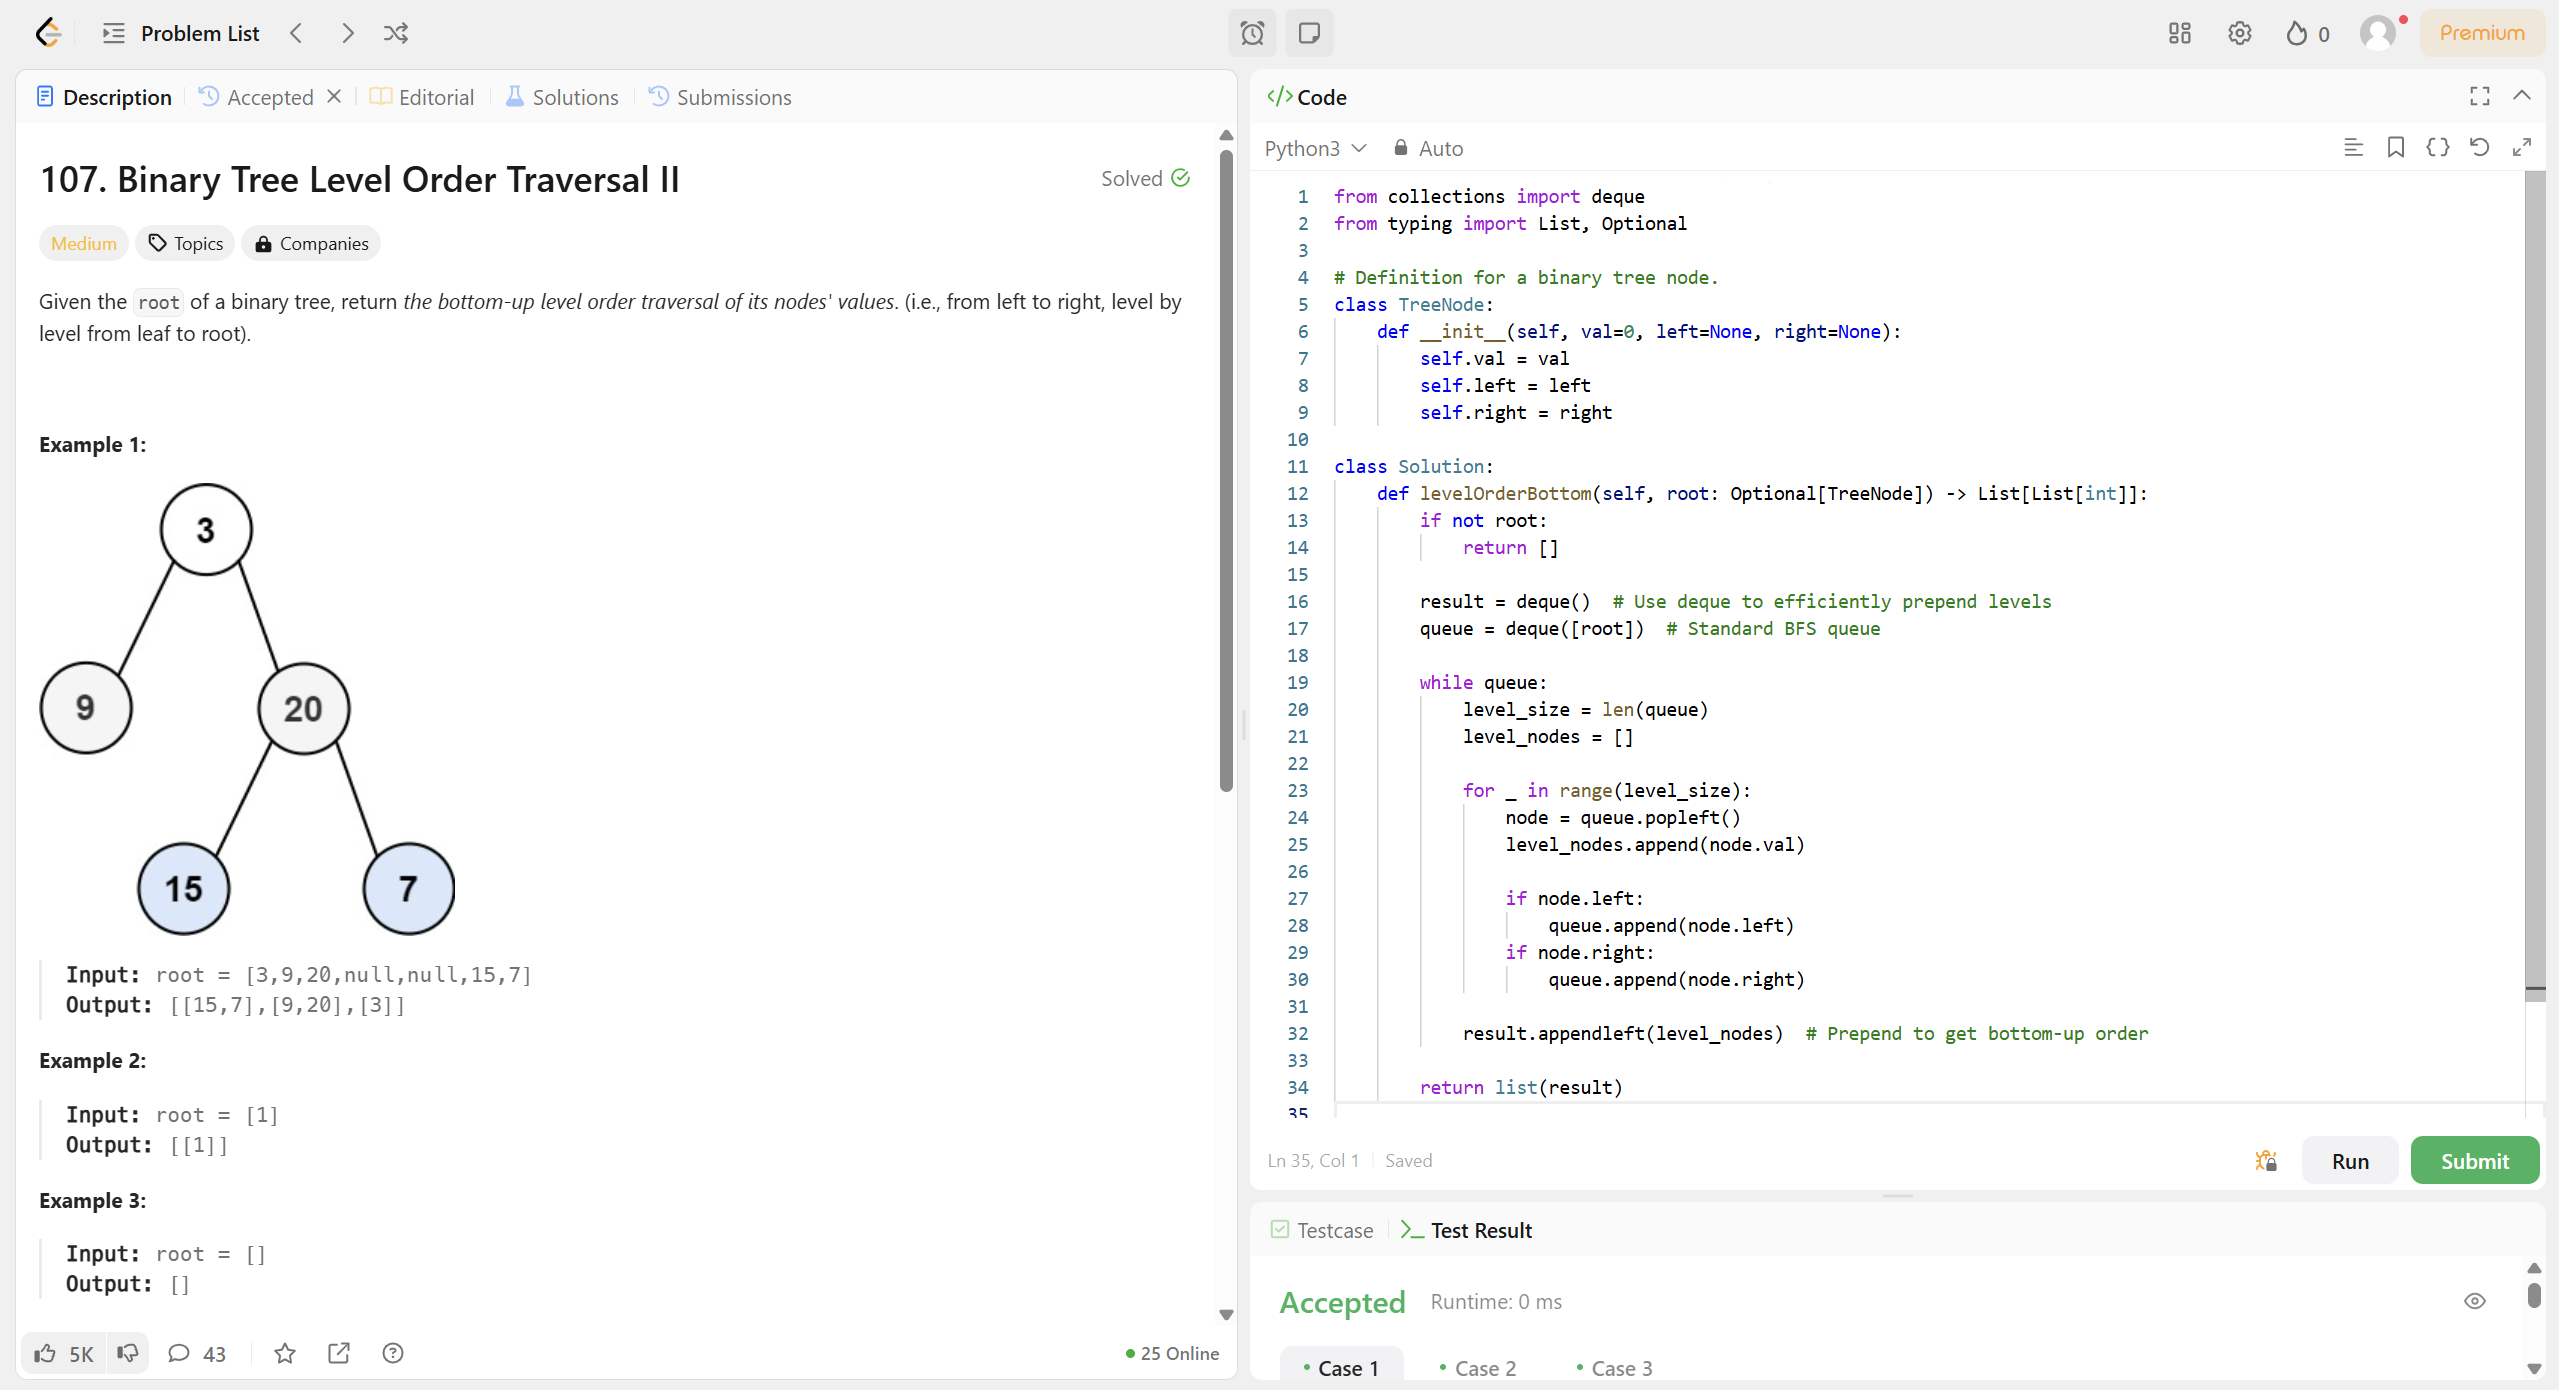 Problem List
0
Premium
Description
Accepted
Editorial
Solutions
Submissions
107. Binary Tree Level Order Traversal II
Solved
Medium
Topics
Companies
Given the root of a binary tree, return the bottom-up level order traversal of its nodes' values. (i.e., from left to right, level by
level from leaf to root).
Example 1:
3
9
20
15
7
Input: root = [3,9,20,null,null,15,7]
Output: [[15,7],[9,20],[3]]
Example 2:
Input: root = [1]
Output: [[1]]
Example 3:
Input: root = []
Output: []
5K
43
25 Online
</> Code
Python3
Auto
1 from collections import deque
2 from typing import List, Optional
3
4 # Definition for a binary tree node.
5 class TreeNode:
6     def __init__(self, val=0, left=None, right=None):
7         self.val = val
8         self.left = left
9         self.right = right
10
11 class Solution:
12     def levelOrderBottom(self, root: Optional[TreeNode]) -> List[List[int]]:
13         if not root:
14             return []
15
16         result = deque()  # Use deque to efficiently prepend levels
17         queue = deque([root])  # Standard BFS queue
18
19         while queue:
20             level_size = len(queue)
21             level_nodes = []
22
23             for _ in range(level_size):
24                 node = queue.popleft()
25                 level_nodes.append(node.val)
26
27                 if node.left:
28                     queue.append(node.left)
29                 if node.right:
30                     queue.append(node.right)
31
32             result.appendleft(level_nodes)  # Prepend to get bottom-up order
33
34         return list(result)
35
Ln 35, Col 1
Saved
Run
Submit
Testcase
Test Result
Accepted
Runtime: 0 ms
Case 1
Case 2
Case 3